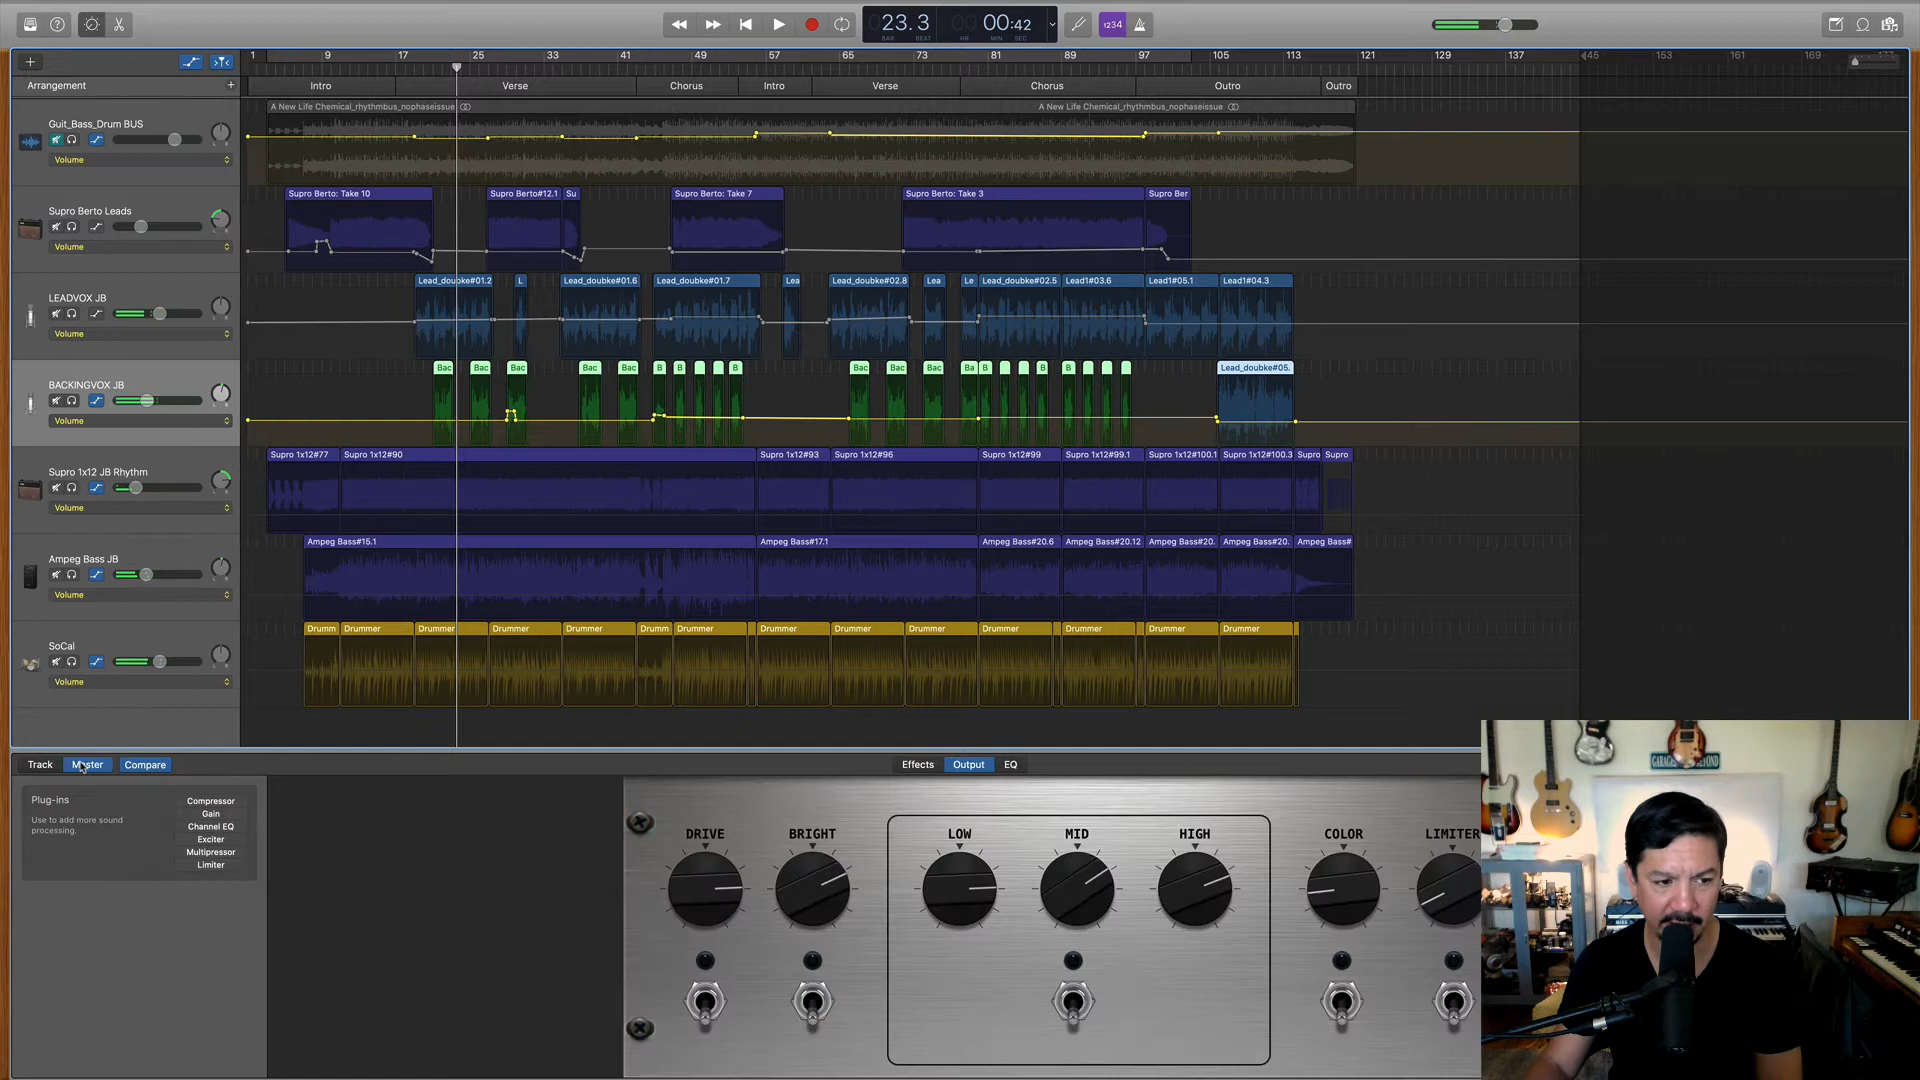 23.3
00:42
BAR BEAT
HR MIN SEC
1234
1 9 17 25 33 41 49 57 65 73 81 89 97 105 113 121 129 137 145 153 161 169 177
Arrangement
Intro Verse Chorus Intro Verse Chorus Outro Outro
A New Life Chemical_rhythmbus_nophaseissue
A New Life Chemical_rhythmbus_nophaseissue
Guit_Bass_Drum BUS
Volume
L R
Supro Berto: Take 10
Supro Berto#12.1
Su
Supro Berto: Take 7
Supro Berto: Take 3
Supro Ber
Supro Berto Leads
Volume
L R
Lead_doubke#01.2
L
Lead_doubke#01.6
Lead_doubke#01.7
Lea
Lead_doubke#02.8
Lea
Le
Lead_doubke#02.5
Lead1#03.6
Lead1#05.1
Lead1#04.3
LEADVOX JB
Volume
L R
Bac Bac Bac Bac Bac B B B Bac Bac Bac Ba B B B
Lead_doubke#05.
BACKINGVOX JB
Volume
L R
Supro 1x12#77
Supro 1x12#90
Supro 1x12#93
Supro 1x12#96
Supro 1x12#99
Supro 1x12#99.1
Supro 1x12#100.1
Supro 1x12#100.3
Supro
Supro
Supro 1x12 JB Rhythm
Volume
L R
Ampeg Bass#15.1
Ampeg Bass#17.1
Ampeg Bass#20.6
Ampeg Bass#20.12
Ampeg Bass#20.
Ampeg Bass#20.
Ampeg Bass#
Ampeg Bass JB
Volume
L R
Drumm Drummer Drummer Drummer Drummer Drumm Drummer Drummer Drummer Drummer Drummer Drummer Drummer Drummer
SoCal
Volume
L R
Track Master Compare
Effects Output EQ
Plug-ins
Use to add more sound
processing.
Compressor
Gain
Channel EQ
Exciter
Multipressor
Limiter
DRIVE BRIGHT LOW MID HIGH COLOR LIMITER